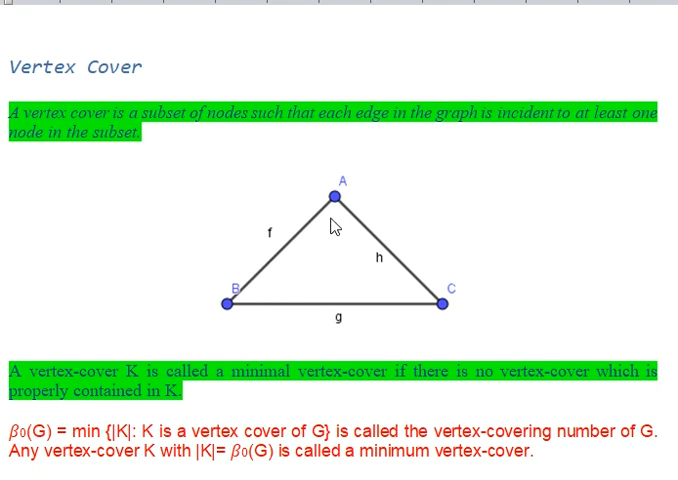 Vertex Cover
A vertex cover is a subset of nodes such that each edge in the graph is incident to at least one
node in the subset.
A
f
h
B
C
g
A vertex-cover K is called a minimal vertex-cover if there is no vertex-cover which is
properly contained in K.
β0(G) = min {|K|: K is a vertex cover of G} is called the vertex-covering number of G.
Any vertex-cover K with |K|= β0(G) is called a minimum vertex-cover.